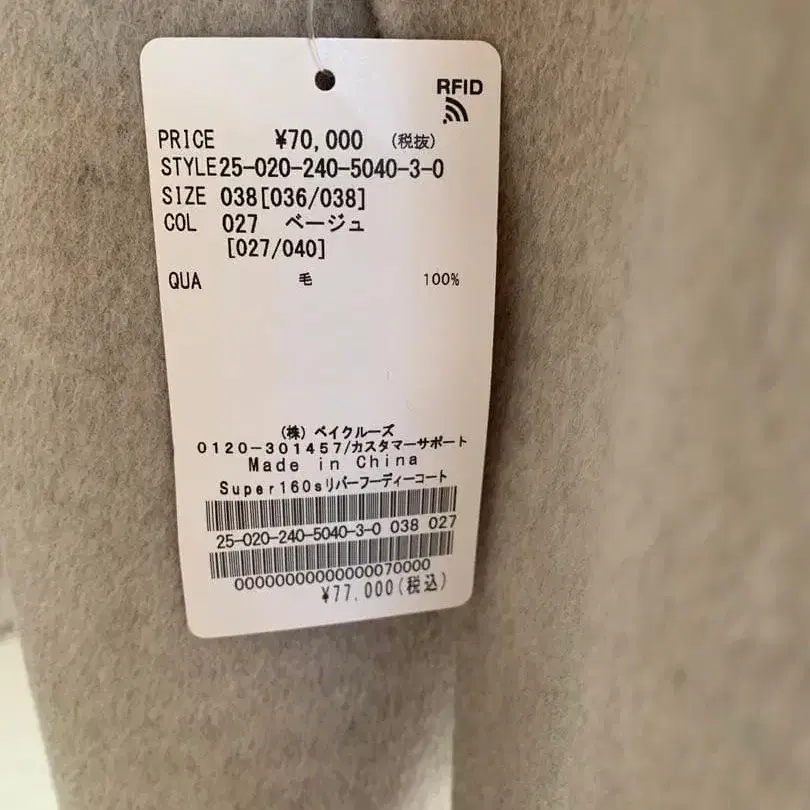 RFID
PRICE ¥70,000 (税抜)
STYLE 25-020-240-5040-3-0
SIZE 038[036/038]
COL 027 ベージュ
[027/040]
QUA 毛 100%
(株) ベイクルーズ
0120-301457/カスタマーサポート
Made in China
Super160sリバーフーディーコート
25-020-240-5040-3-0 038 027
00000000000000070000
¥77,000(税込)